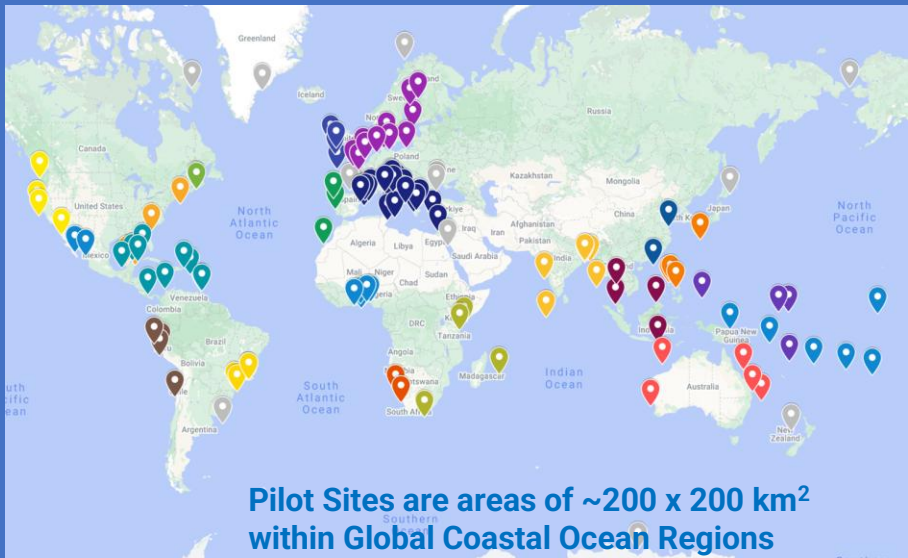 Greenland
Iceland
Russia
Canada
Poland
Kazakhstan
Mongolia
United States
North
Atlantic
Ocean
Afghanistan
China
Japan
North
Pacific
Ocean
Iraq
Iran
Pakistan
Algeria
Libya
Saudi Arabia
India
Mexico
Mali
Niger
Sudan
Chad
Venezuela
Colombia
DRC
Tanzania
Papua New
Guinea
Brazil
Angola
Bolivia
Indian
Ocean
Madagascar
Botswana
Australia
South
Atlantic
Ocean
South Africa
Argentina
New
Zealand
Pilot Sites are areas of ~200 x 200 km²
within Global Coastal Ocean Regions
Southern